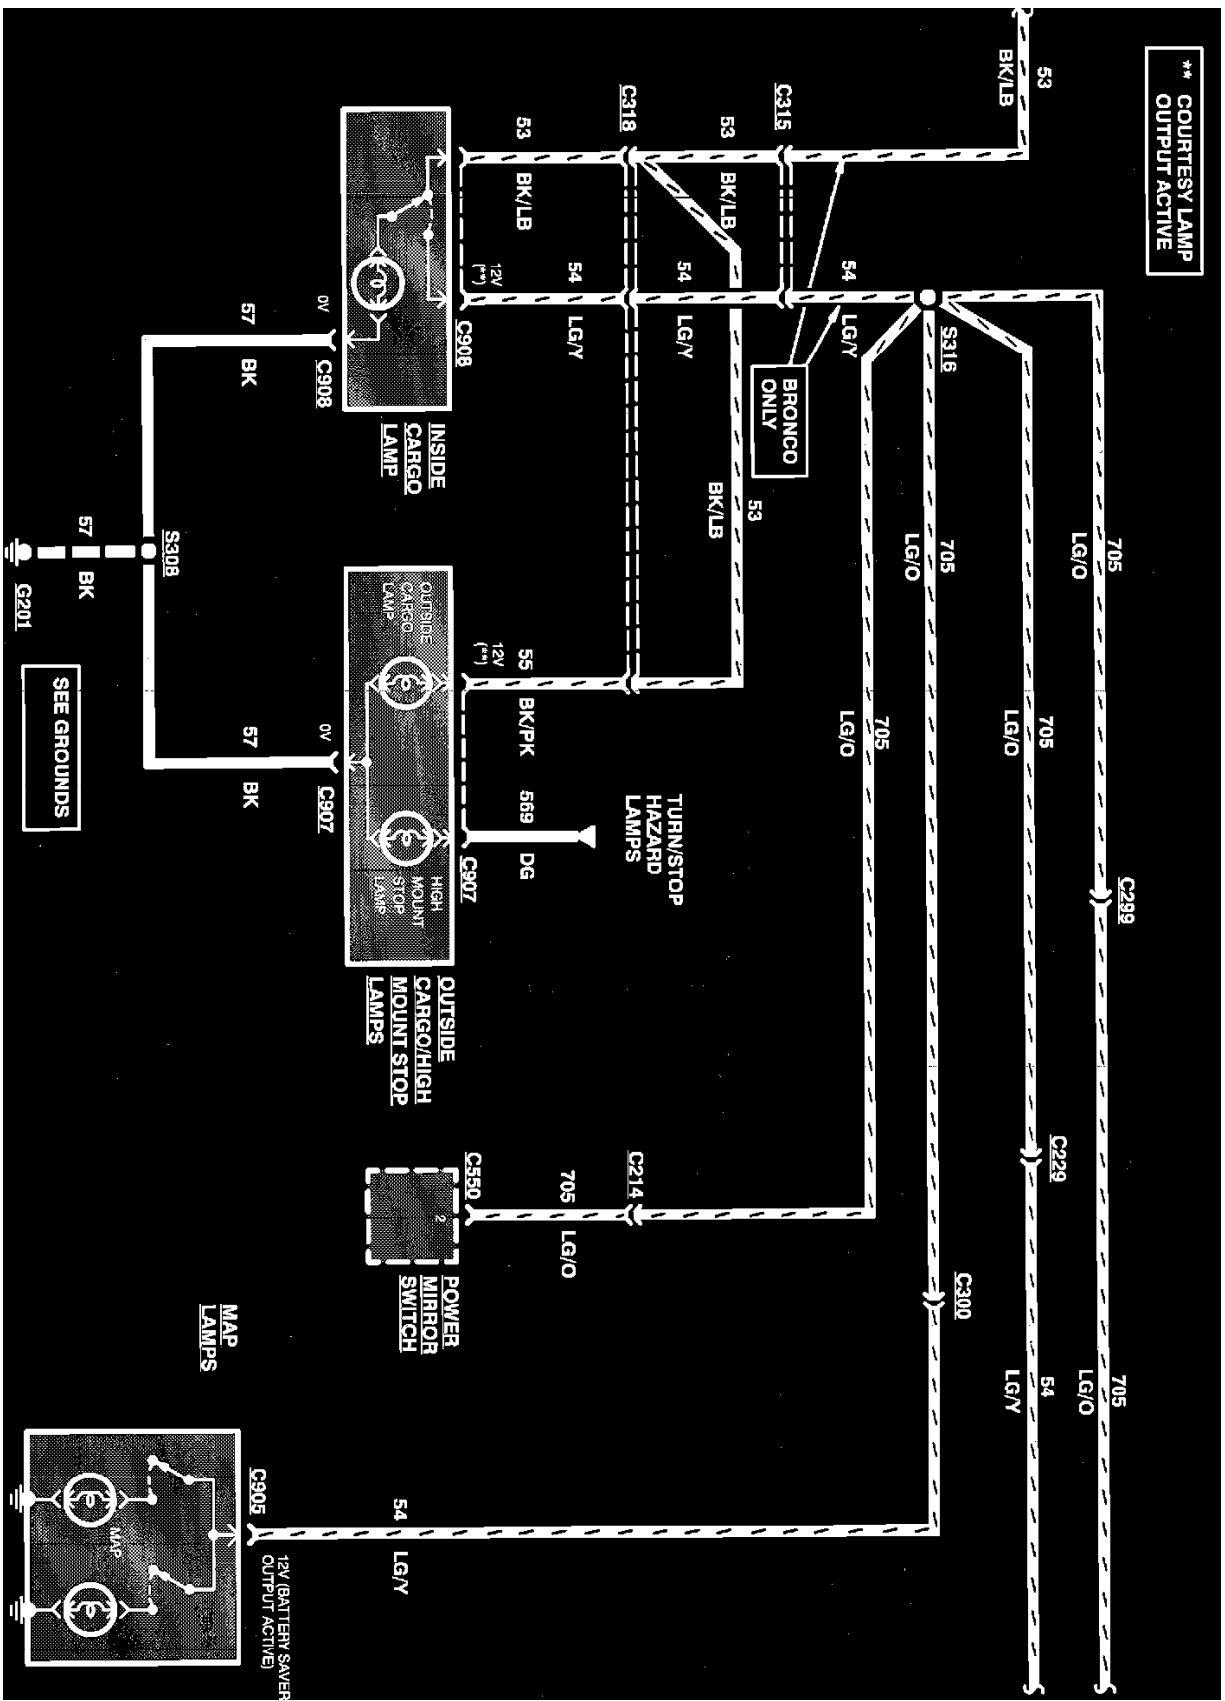 ** COURTESY LAMP
OUTPUT ACTIVE
53
BK/LB
705
LG/O
C299
705
LG/O
705
LG/O
C229
54
LG/Y
S316
705
LG/O
C300
54
LG/Y
705
LG/O
BRONCO
ONLY
C315
53
BK/LB
54
LG/Y
53
BK/LB
C318
53
BK/LB
54
LG/Y
12V
(**)
C908
55
BK/PK
12V
(**)
569
DG
C907
TURN/STOP
HAZARD
LAMPS
C214
705
LG/O
C550
2
POWER
MIRROR
SWITCH
INSIDE
CARGO
LAMP
OUTSIDE
CARGO
LAMP
HIGH
MOUNT
STOP
LAMP
OUTSIDE
CARGO/HIGH
MOUNT STOP
LAMPS
0V
C908
57
BK
0V
C907
57
BK
S308
57
BK
G201
SEE GROUNDS
MAP
LAMPS
54
LG/Y
C905
12V (BATTERY SAVER
OUTPUT ACTIVE)
MAP